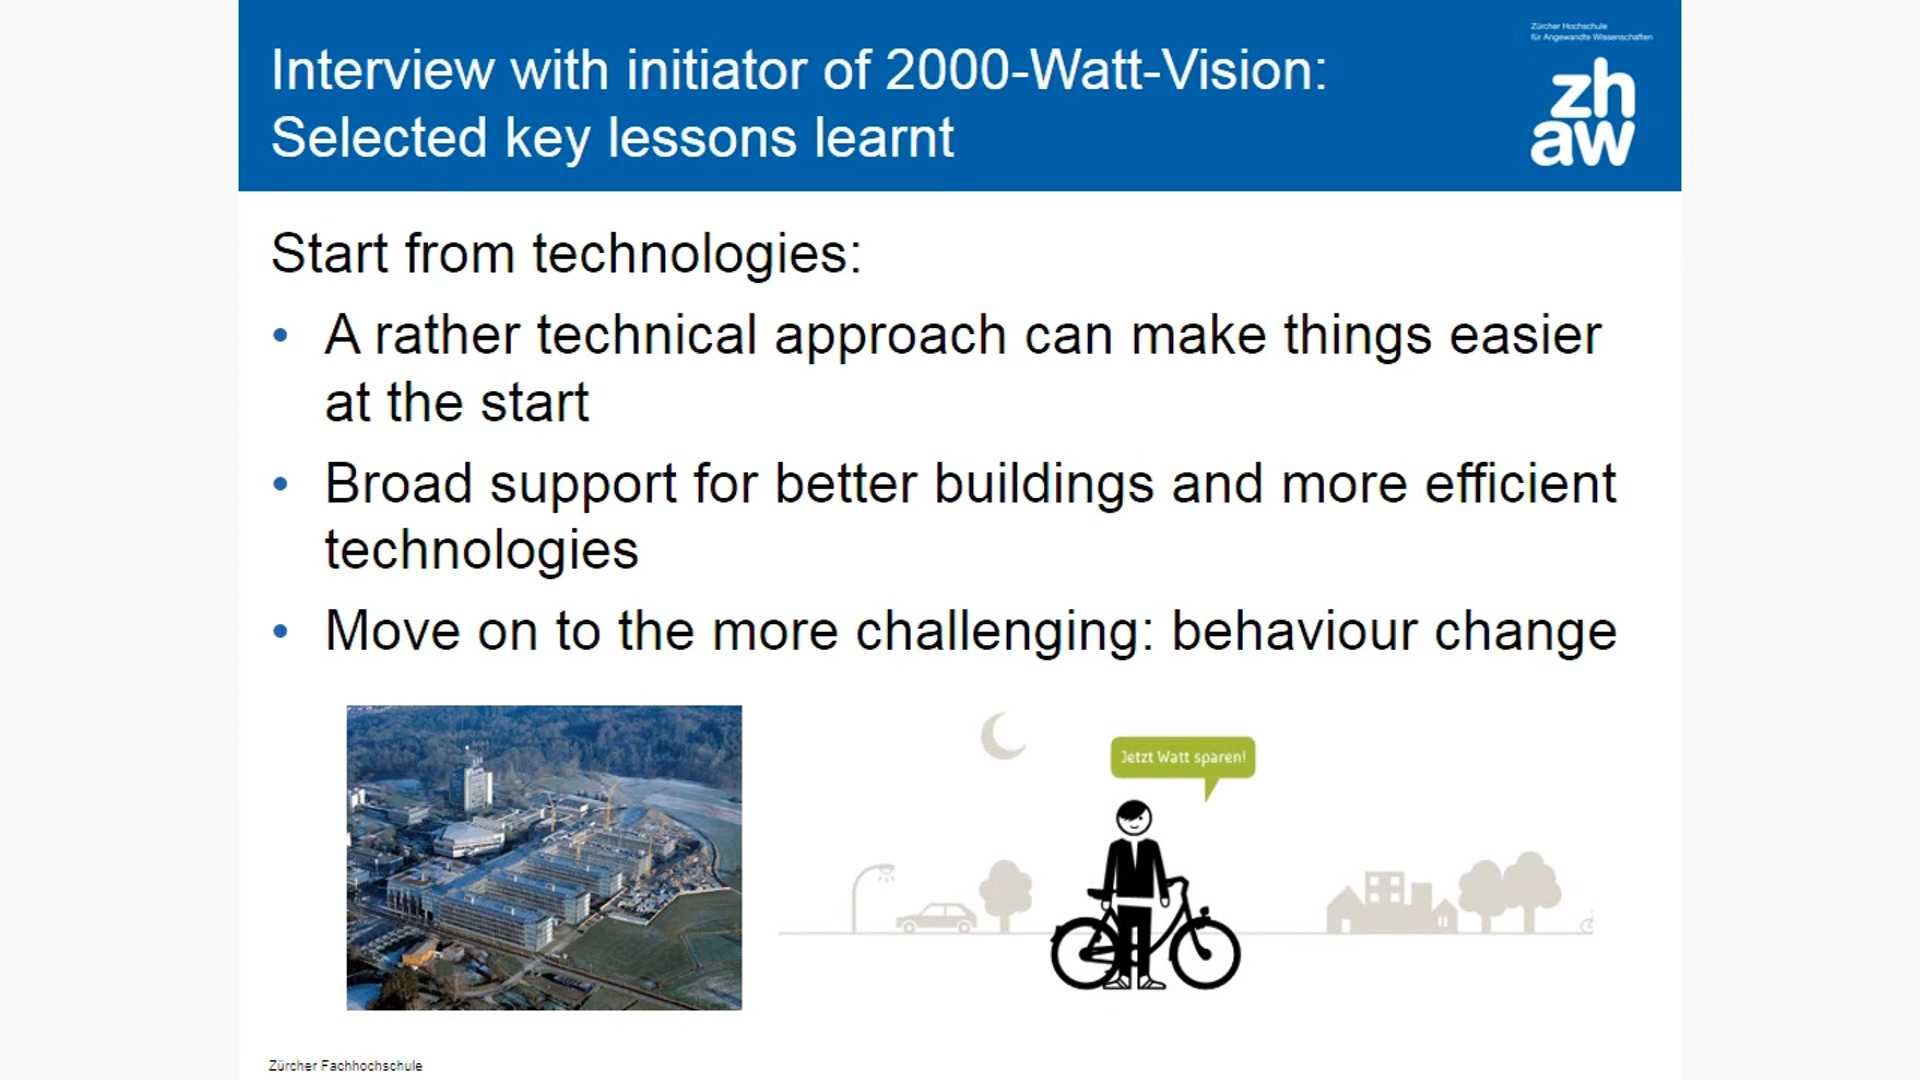 Zürcher Hochschule
für Angewandte Wissenschaften
zh
aw
Interview with initiator of 2000-Watt-Vision:
Selected key lessons learnt
Start from technologies:
• A rather technical approach can make things easier
at the start
• Broad support for better buildings and more efficient
technologies
• Move on to the more challenging: behaviour change
Jetzt Watt sparen!
Zürcher Fachhochschule